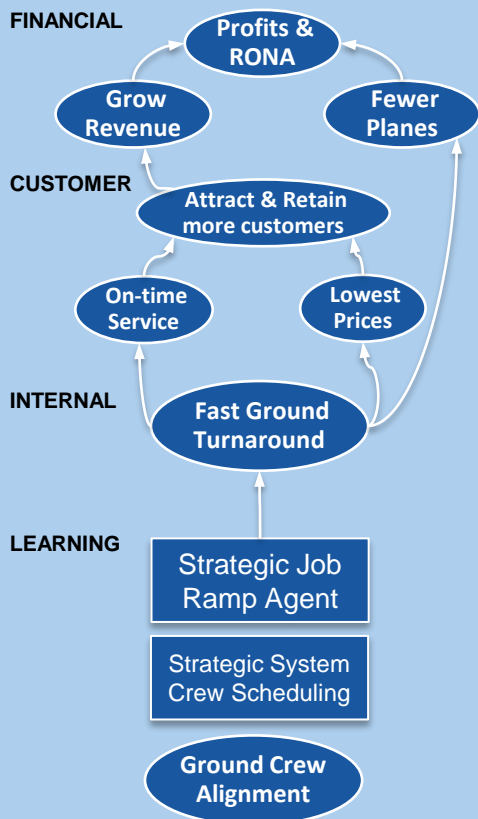 FINANCIAL
Profits &
RONA
Grow
Revenue
Fewer
Planes
CUSTOMER
Attract & Retain
more customers
On-time
Service
Lowest
Prices
INTERNAL
Fast Ground
Turnaround
LEARNING
Strategic Job
Ramp Agent
Strategic System
Crew Scheduling
Ground Crew
Alignment